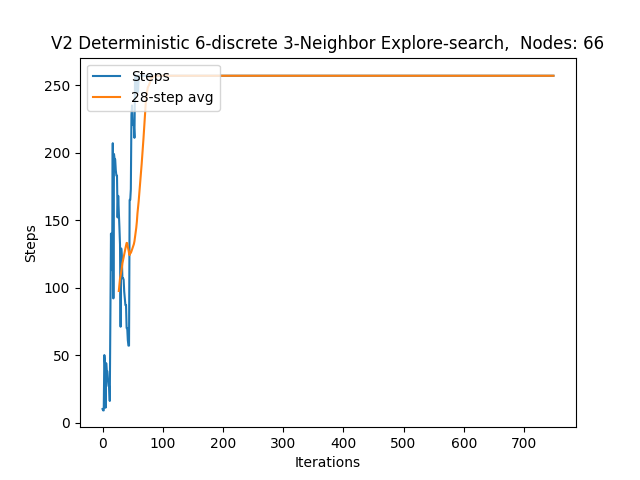 V2 Deterministic 6-discrete 3-Neighbor Explore-search,  Nodes: 66
Steps
28-step avg
250
200
150
100
50
0
Steps
0 100 200 300 400 500 600 700
Iterations